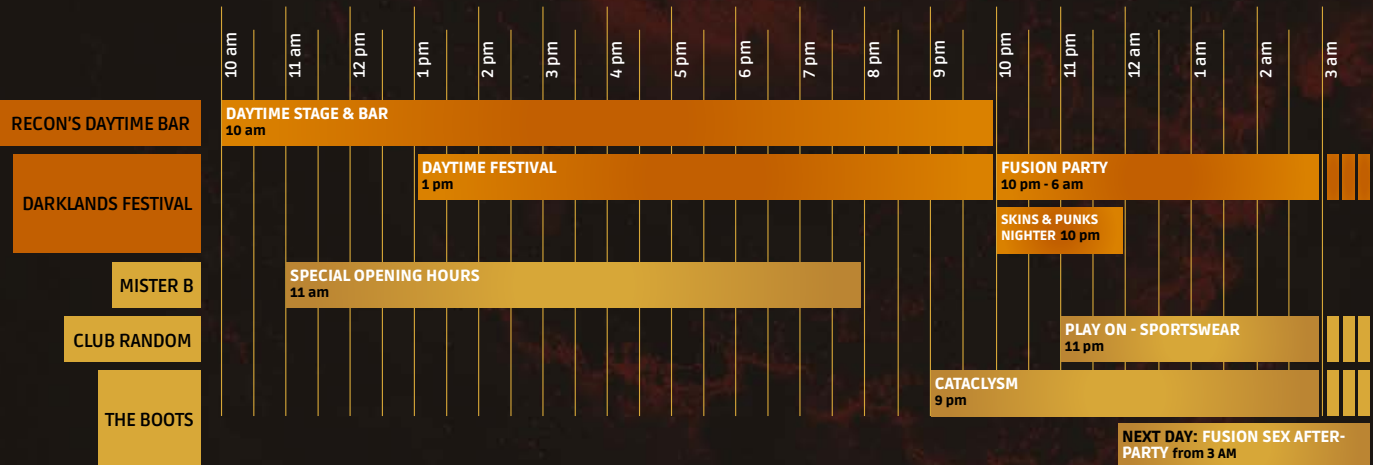 10 am
11 am
12 pm
1 pm
2 pm
3 pm
4 pm
5 pm
6 pm
7 pm
8 pm
9 pm
10 pm
11 pm
12 am
1 am
2 am
3 am
RECON'S DAYTIME BAR
DAYTIME STAGE & BAR
10 am
DARKLANDS FESTIVAL
DAYTIME FESTIVAL
1 pm
FUSION PARTY
10 pm - 6 am
SKINS & PUNKS
NIGHTER 10 pm
MISTER B
SPECIAL OPENING HOURS
11 am
CLUB RANDOM
PLAY ON - SPORTSWEAR
11 pm
THE BOOTS
CATACLYSM
9 pm
NEXT DAY: FUSION SEX AFTER-
PARTY from 3 AM